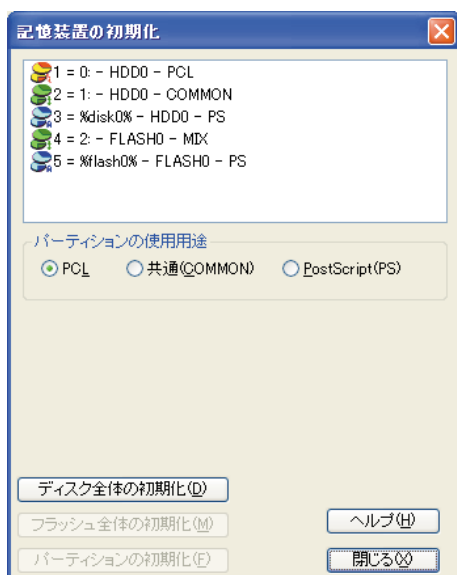 記憶装置の初期化
1 = 0: - HDD0 - PCL
2 = 1: - HDD0 - COMMON
3 = %disk0% - HDD0 - PS
4 = 2: - FLASH0 - MIX
5 = %flash0% - FLASH0 - PS
パーティションの使用用途
PCL 共通(COMMON) PostScript(PS)
ディスク全体の初期化(D)
フラッシュ全体の初期化(M) ヘルプ(H)
パーティションの初期化(F) 閉じる(X)